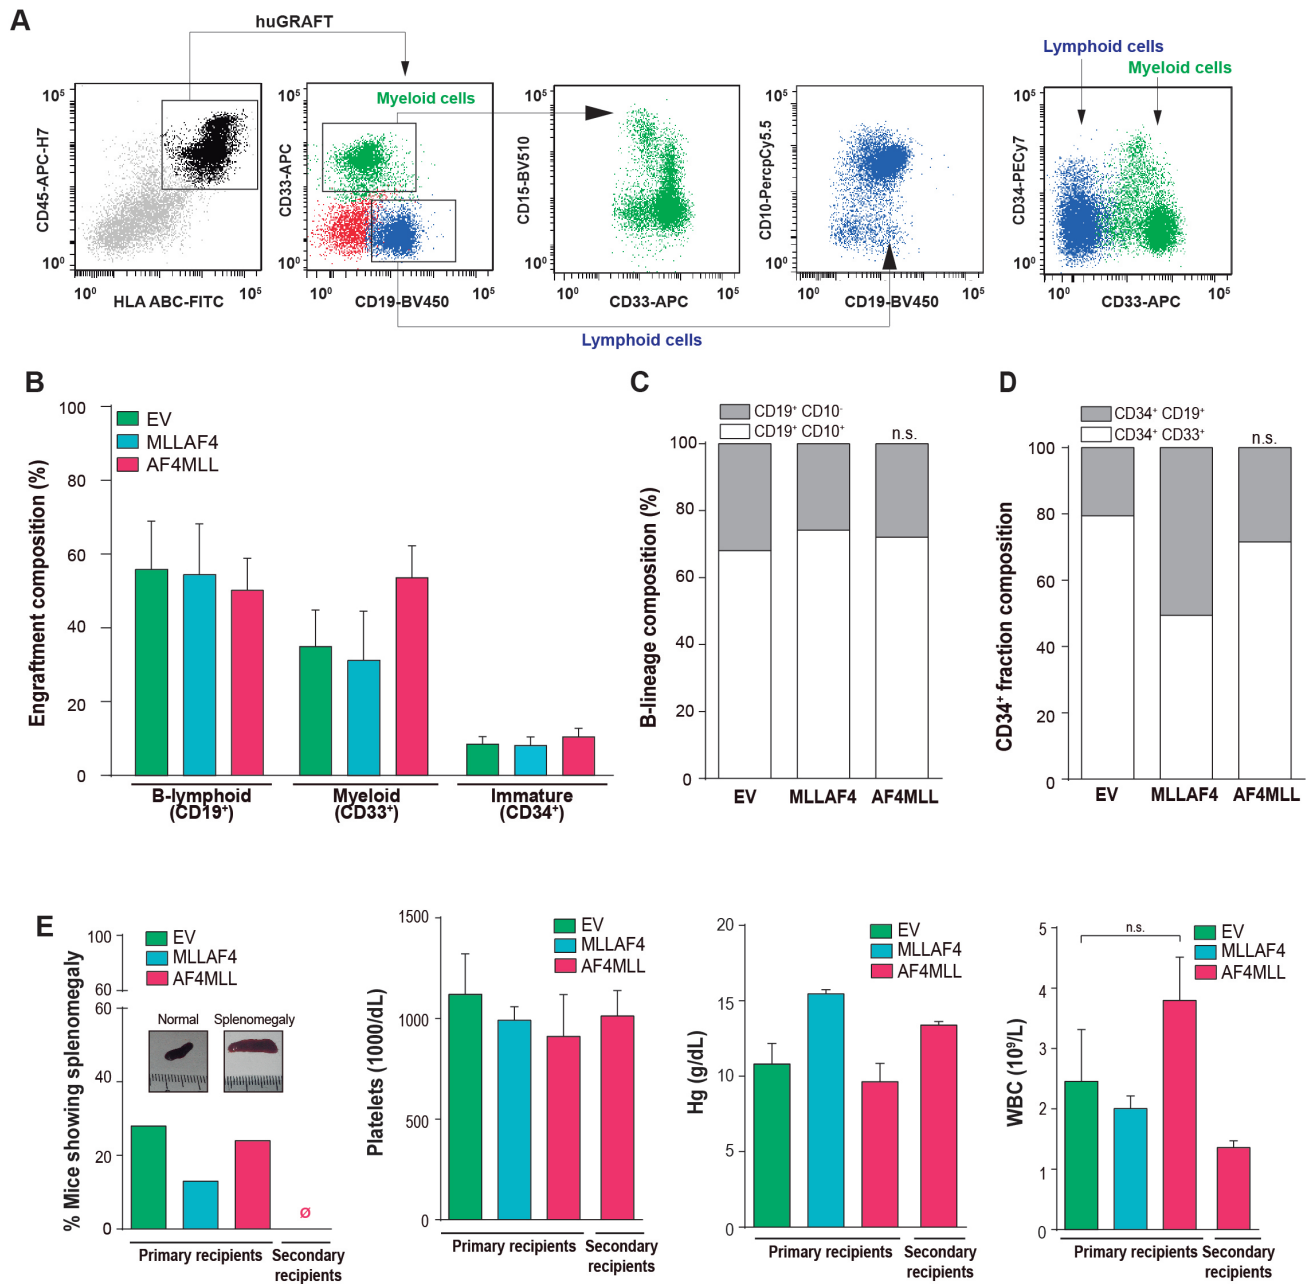 A
huGRAFT
Lymphoid cells
Myeloid cells
10⁵
CD45-APC-H7
10⁰
10⁰
10⁵
HLA ABC-FITC
10⁵
Myeloid cells
CD33-APC
10⁰
10⁰
10⁵
CD19-BV450
10⁵
CD15-BV510
10⁰
10⁰
10⁵
CD33-APC
10⁵
CD10-PercpCy5.5
10⁰
10⁰
10⁵
CD19-BV450
10⁵
CD34-PECy7
10⁰
10⁰
10⁵
CD33-APC
Lymphoid cells
B
Engraftment composition (%)
100
80
60
40
20
0
EV
MLLAF4
AF4MLL
B-lymphoid
(CD19⁺)
Myeloid
(CD33⁺)
Immature
(CD34⁺)
C
CD19⁺ CD10⁻
CD19⁺ CD10⁺
n.s.
B-lineage composition (%)
100
80
60
40
20
0
EV MLLAF4 AF4MLL
D
CD34⁺ CD19⁺
CD34⁺ CD33⁺
n.s.
CD34⁺ fraction composition
100
80
60
40
20
0
EV MLLAF4 AF4MLL
E
% Mice showing splenomegaly
100
60
60
40
20
0
EV
MLLAF4
AF4MLL
Normal Splenomegaly
ø
Primary recipients Secondary
recipients
Platelets (1000/dL)
1500
1000
500
0
EV
MLLAF4
AF4MLL
Primary recipients Secondary
recipients
Hg (g/dL)
20
15
10
5
0
EV
MLLAF4
AF4MLL
Primary recipients Secondary
recipients
WBC (10⁹/L)
5
4
3
2
1
0
n.s.
EV
MLLAF4
AF4MLL
Primary recipients Secondary
recipients